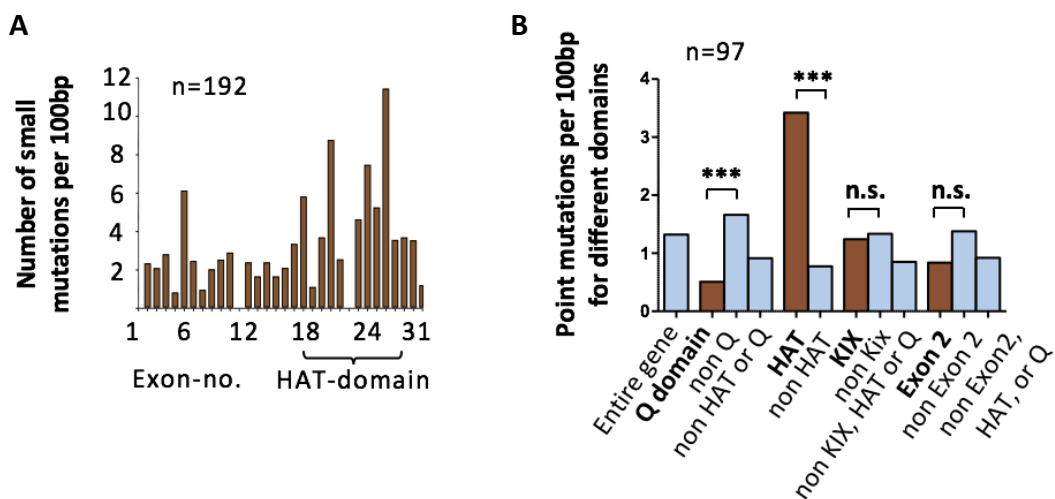 A
Number of small
mutations per 100bp
n=192
12
10
8
6
4
2
1 6 12 18 24 31
Exon-no. HAT-domain
B
Point mutations per 100bp
for different domains
n=97
4
3
2
1
0
***
***
n.s.
n.s.
Entire gene
Q domain
non Q
non HAT or Q
HAT
non HAT
KIX
non Kix
non KIX, HAT or Q
Exon 2
non Exon 2
non Exon2,
HAT, or Q